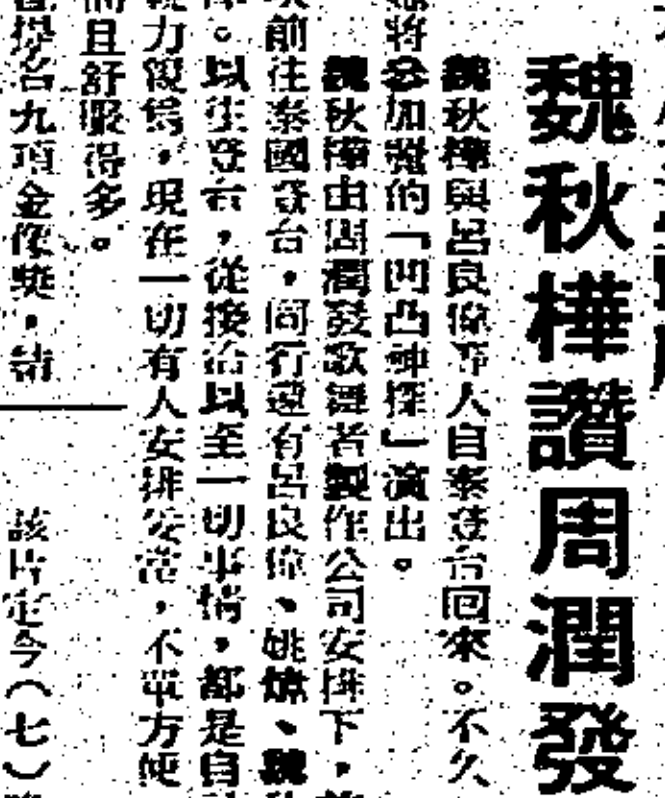 魏秋樺讚周潤發
魏秋樺與呂良偉等人自泰登台回來。不久
將參加麗的「凹凸神探」演出。
魏秋樺由周潤發歌舞者製作公司安排下,
前往泰國登台,同行還有呂良偉、姚煒、魏
。以往登台,從接洽以至一切事情,都是自
力親為,現在一切有人安排妥當,不單方便
而且舒服得多。
提名九項金像獎,
該片定今(七)